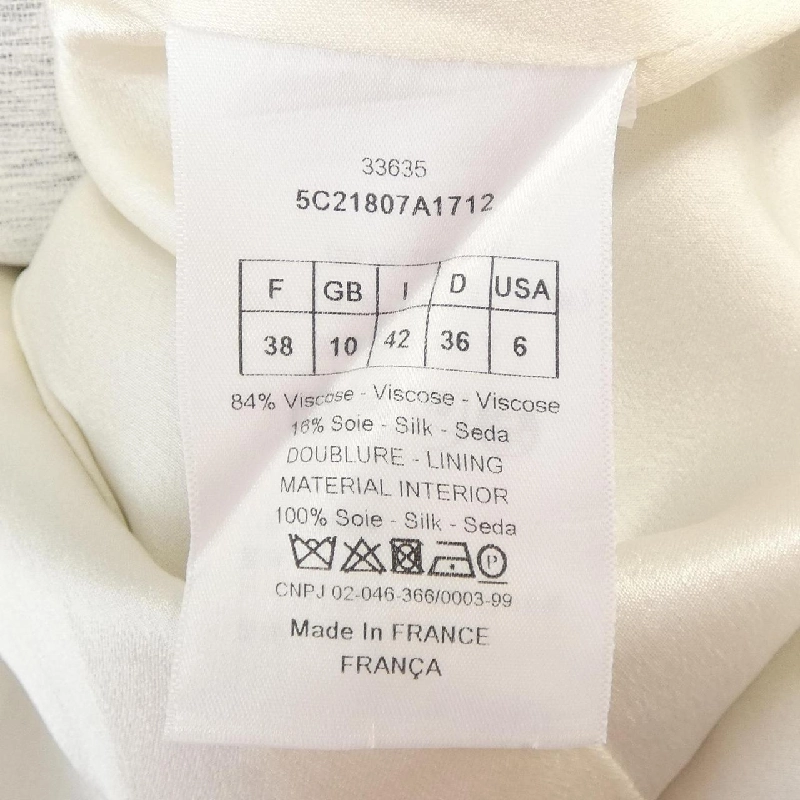 33635
5C21807A1712
F GB I D USA
38 10 42 36 6
84% Viscose - Viscose - Viscose
16% Soie - Silk - Seda
DOUBLURE - LINING
MATERIAL INTERIOR
100% Soie - Silk - Seda
P
CNPJ 02-046-366/0003-99
Made In FRANCE
FRANÇA